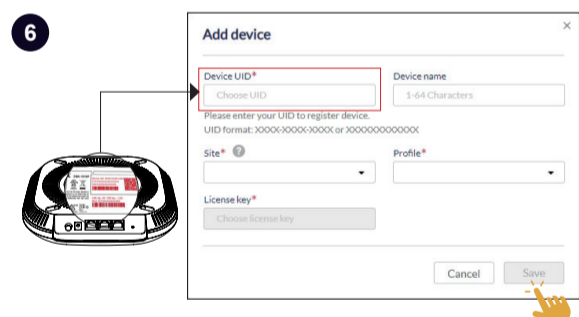 6
Add device
×
Device UID* Device name
Choose UID 1-64 Characters
Please enter your UID to register device.
UID format: XXXX-XXXX-XXXX or XXXXXXXXXXXX
Site* ? Profile*
License key*
Choose license key
Cancel Save